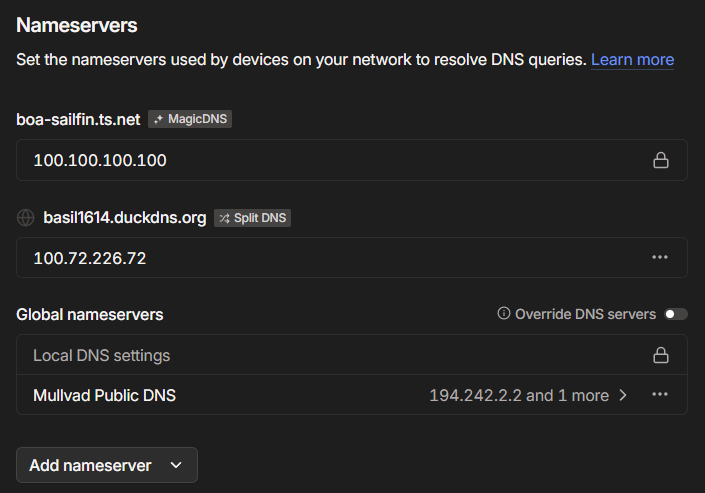 Nameservers
Set the nameservers used by devices on your network to resolve DNS queries. Learn more
boa-sailfin.ts.net MagicDNS
100.100.100.100
basil1614.duckdns.org Split DNS
100.72.226.72
Global nameservers Override DNS servers
Local DNS settings
Mullvad Public DNS 194.242.2.2 and 1 more
Add nameserver